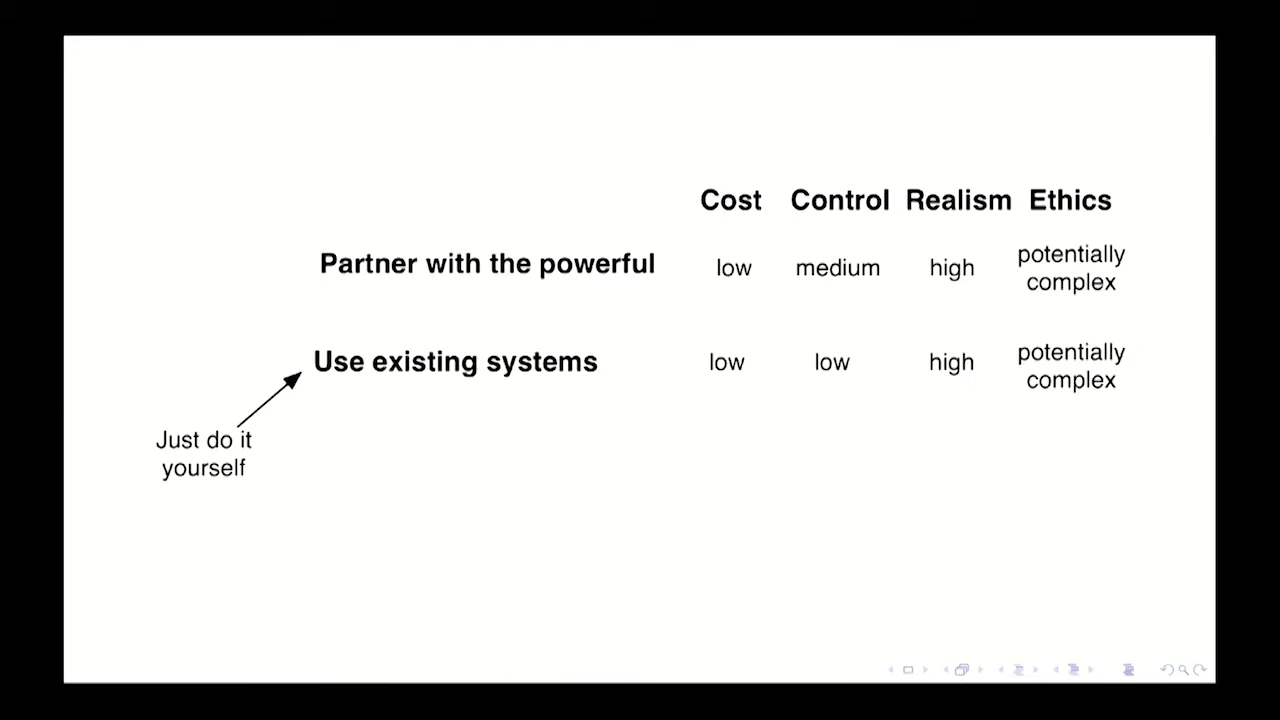 Cost Control Realism Ethics
Partner with the powerful low medium high potentially
complex
Use existing systems low low high potentially
complex
Just do it
yourself